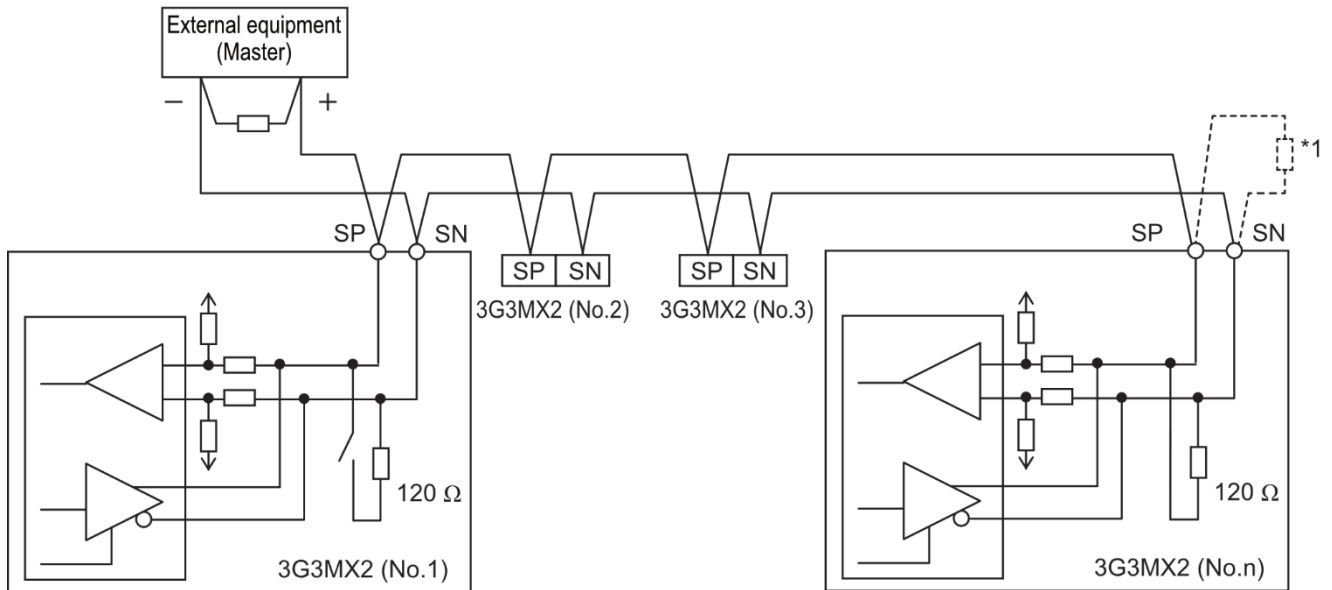 External equipment
(Master)
− +
*1
SP SN
SP SN
SP SN
SP SN
3G3MX2 (No.2) 3G3MX2 (No.3)
120 Ω
120 Ω
3G3MX2 (No.1)
3G3MX2 (No.n)